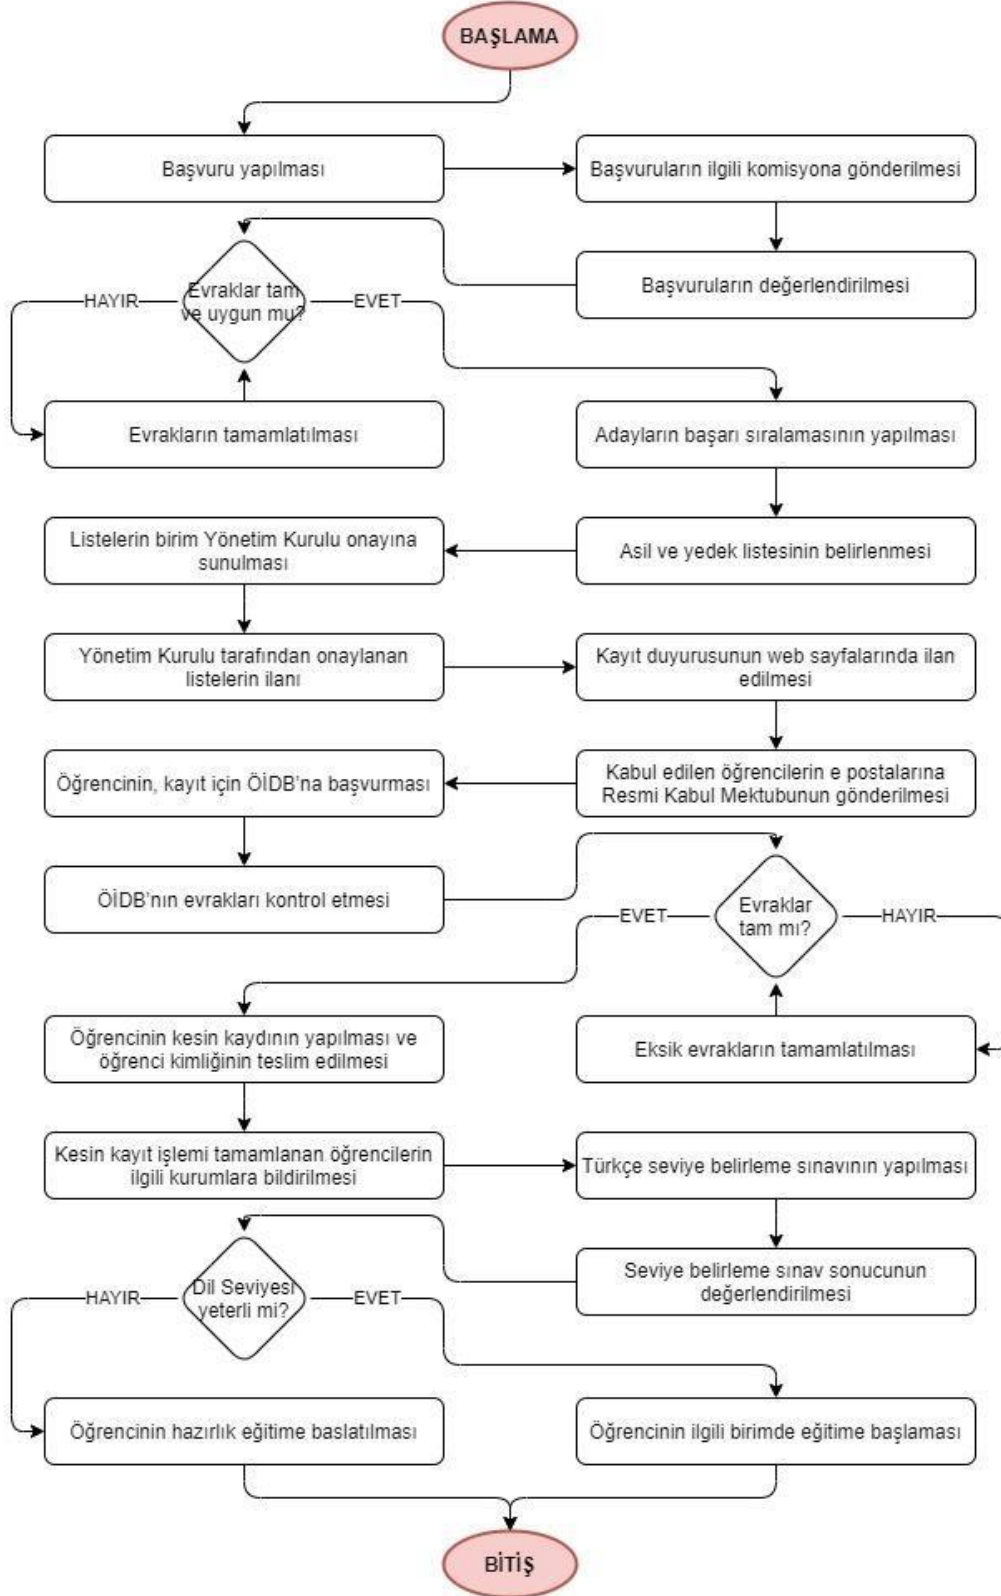 BAŞLAMA
Başvuru yapılması
Başvuruların ilgili komisyona gönderilmesi
Başvuruların değerlendirilmesi
Evraklar tam
ve uygun mu?
HAYIR
EVET
Evrakların tamamlatılması
Adayların başarı sıralamasının yapılması
Asil ve yedek listesinin belirlenmesi
Listelerin birim Yönetim Kurulu onayına
sunulması
Yönetim Kurulu tarafından onaylanan
listelerin ilanı
Kayıt duyurusunun web sayfalarında ilan
edilmesi
Kabul edilen öğrencilerin e postalarına
Resmi Kabul Mektubunun gönderilmesi
Öğrencinin, kayıt için ÖİDB'na başvurması
ÖİDB'nın evrakları kontrol etmesi
Evraklar
tam mı?
EVET
HAYIR
Eksik evrakların tamamlatılması
Öğrencinin kesin kaydının yapılması ve
öğrenci kimliğinin teslim edilmesi
Kesin kayıt işlemi tamamlanan öğrencilerin
ilgili kurumlara bildirilmesi
Türkçe seviye belirleme sınavının yapılması
Seviye belirleme sınav sonucunun
değerlendirilmesi
Dil Seviyesi
yeterli mi?
HAYIR
EVET
Öğrencinin hazırlık eğitime baslatılması
Öğrencinin ilgili birimde eğitime başlaması
BİTİŞ